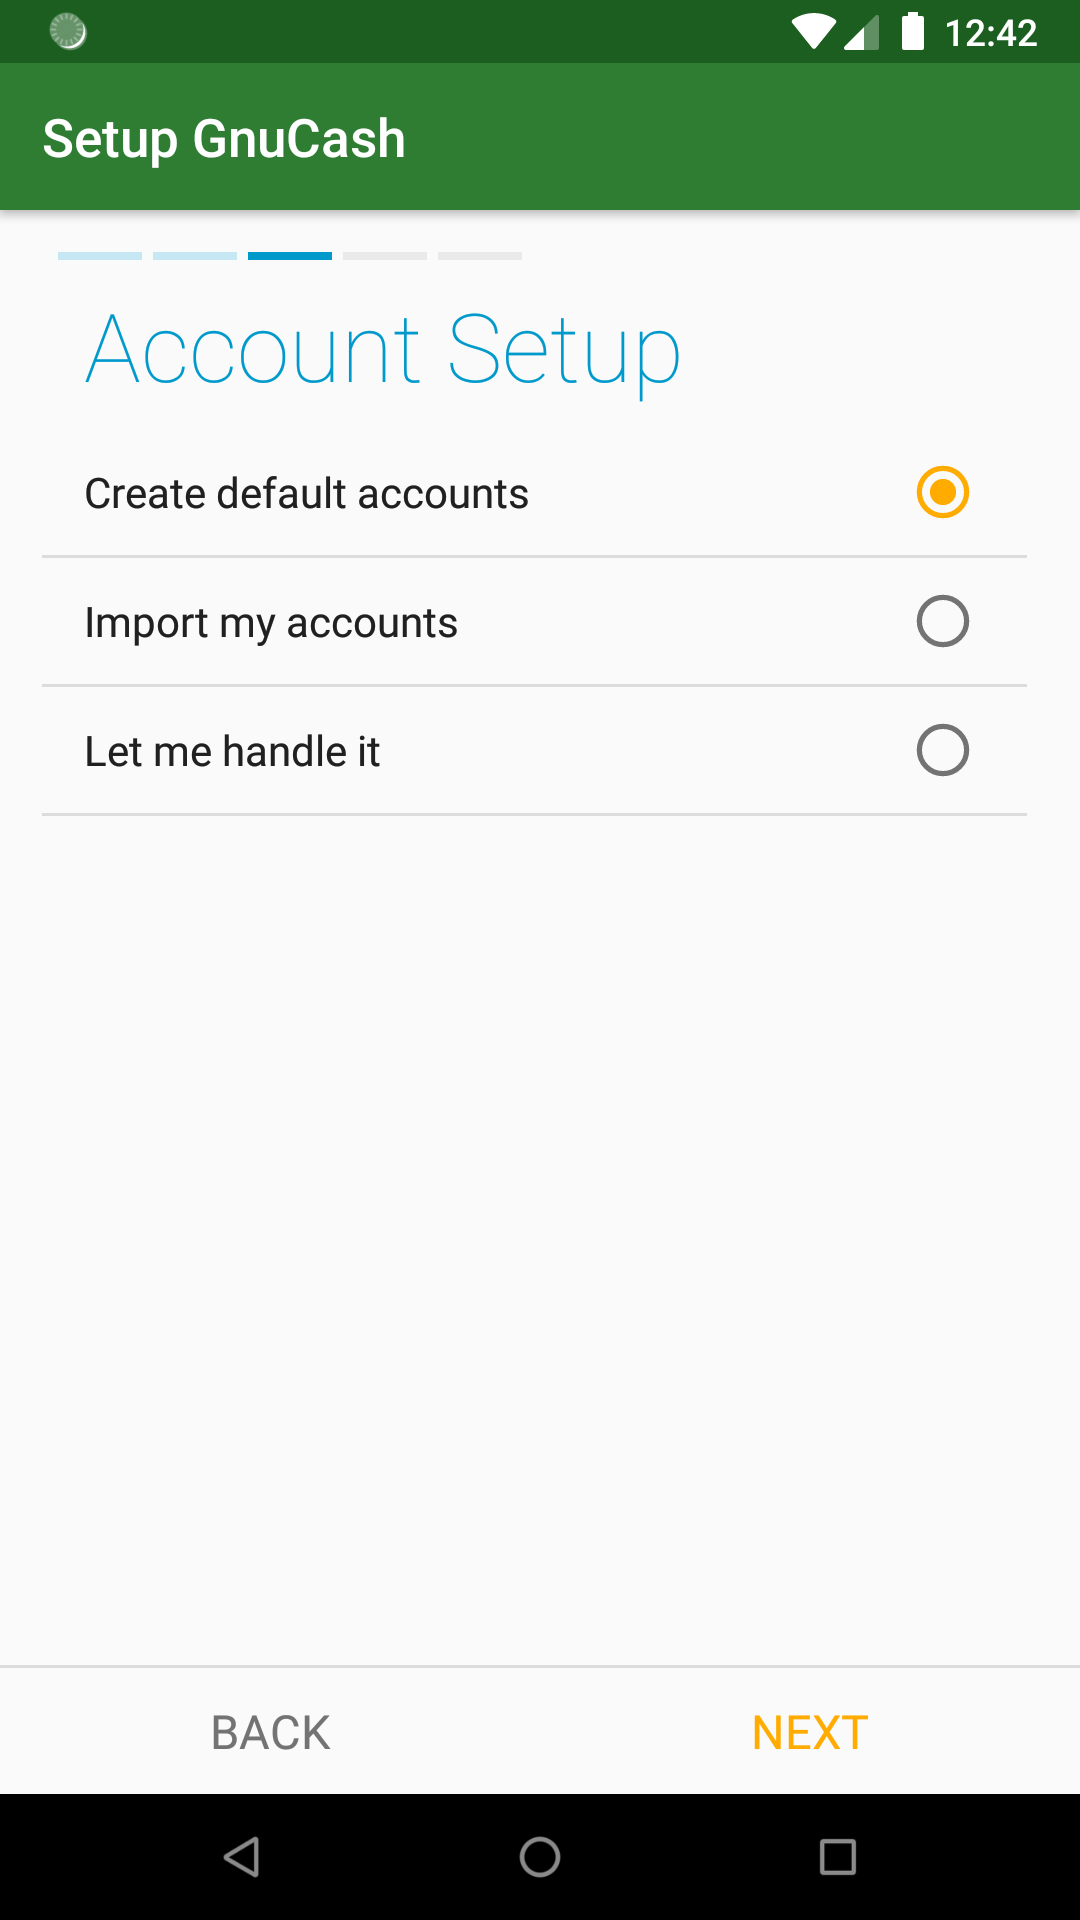 12:42
Setup GnuCash
Account Setup
Create default accounts
Import my accounts
Let me handle it
BACK
NEXT